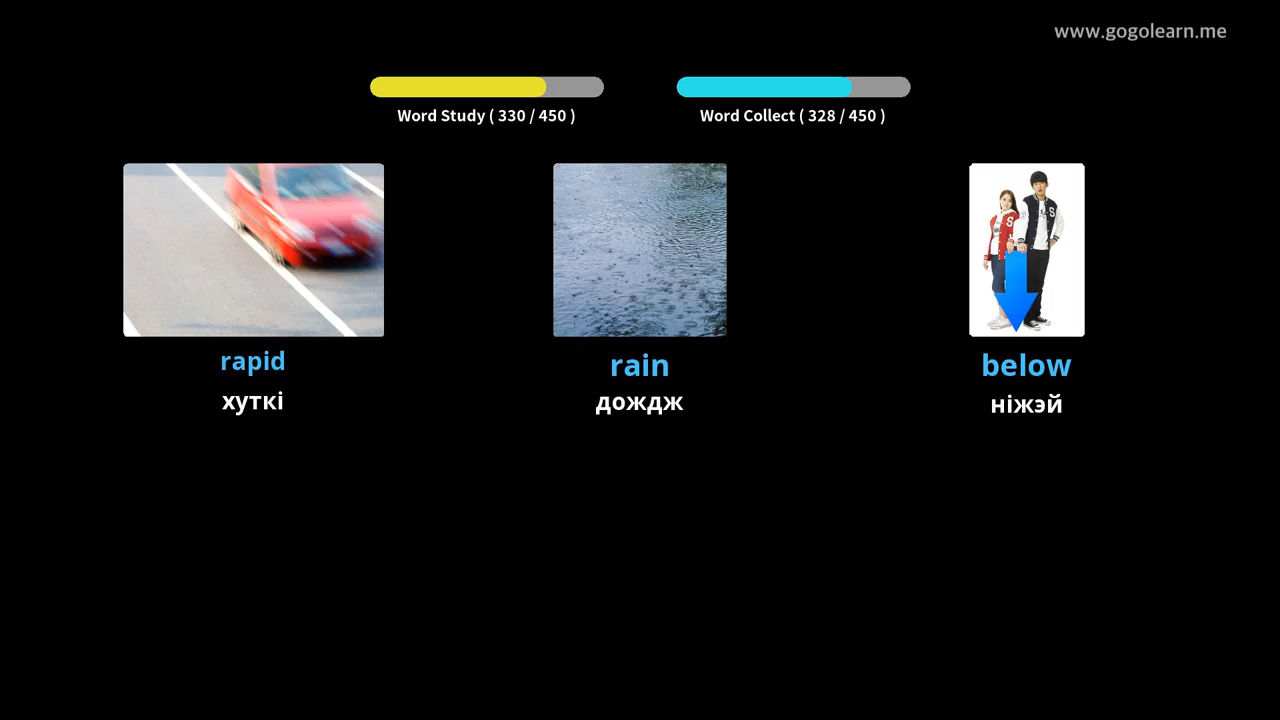 www.gogolearn.me
Word Study ( 330 / 450 )
Word Collect ( 328 / 450 )
rapid
хуткі
rain
дождж
S
S
below
ніжэй